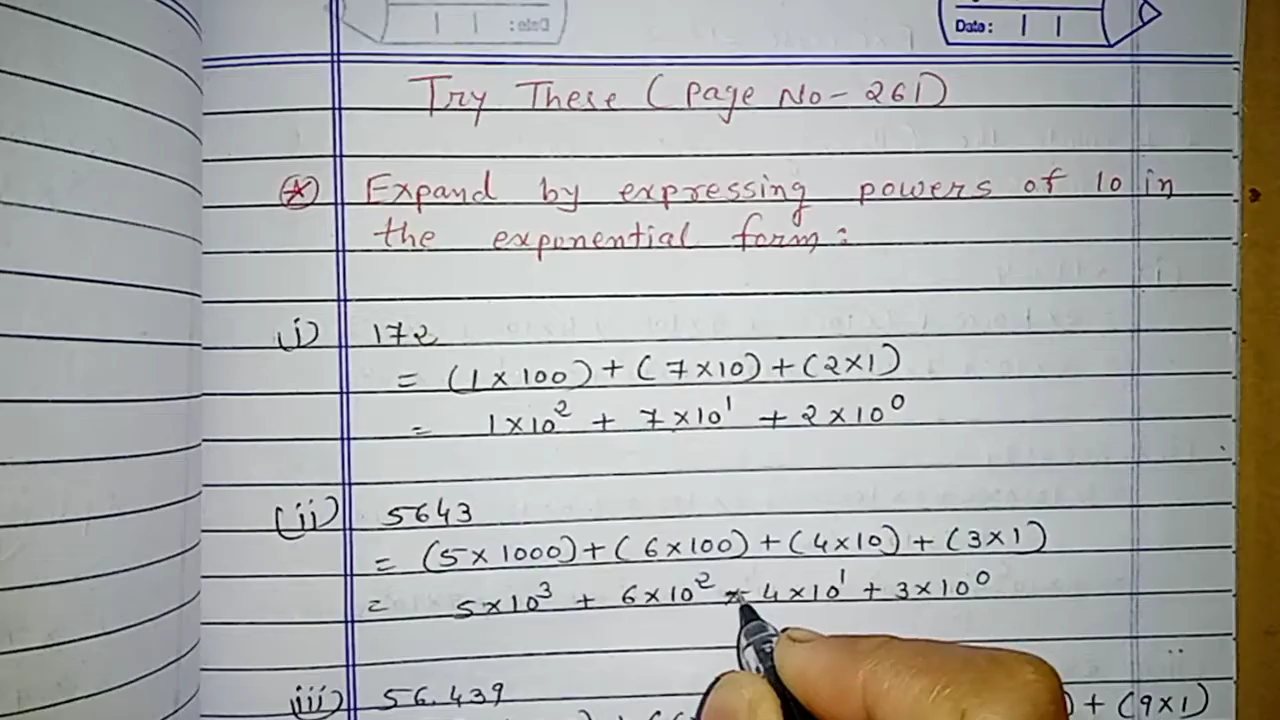 Date:
Try These (Page No-261)
Expand by expressing powers of 10 in
the exponential form:
(i) 172
= (1×100)+(7×10)+(2×1)
= 1×10² + 7×10¹ + 2×10⁰
(ii) 5643
= (5×1000)+(6×100)+(4×10)+(3×1)
= 5×10³ + 6×10² + 4×10¹ + 3×10⁰
(iii) 56,439
) + (9×1)